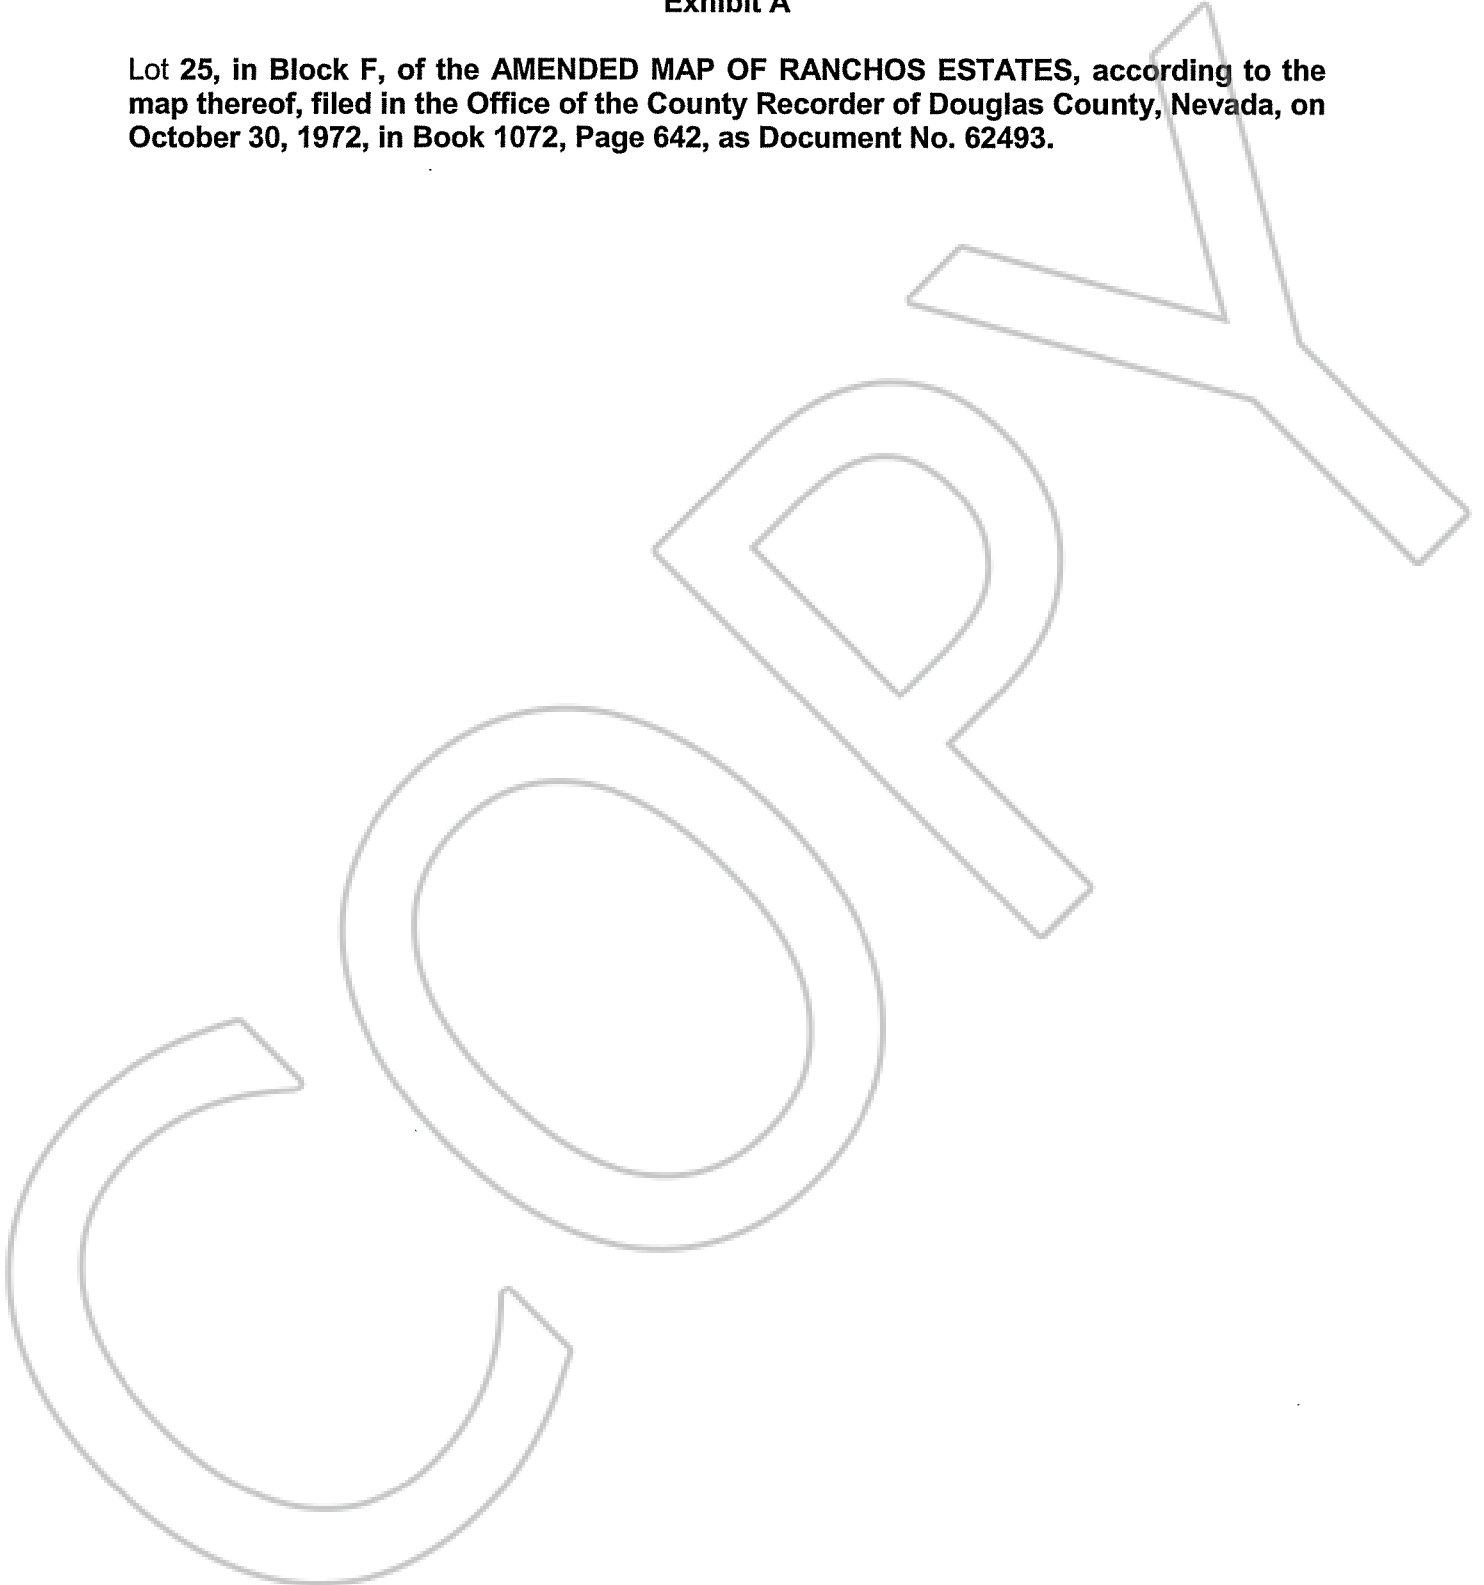 Exhibit A
Lot 25, in Block F, of the AMENDED MAP OF RANCHOS ESTATES, according to the
map thereof, filed in the Office of the County Recorder of Douglas County, Nevada, on
October 30, 1972, in Book 1072, Page 642, as Document No. 62493.
COPY